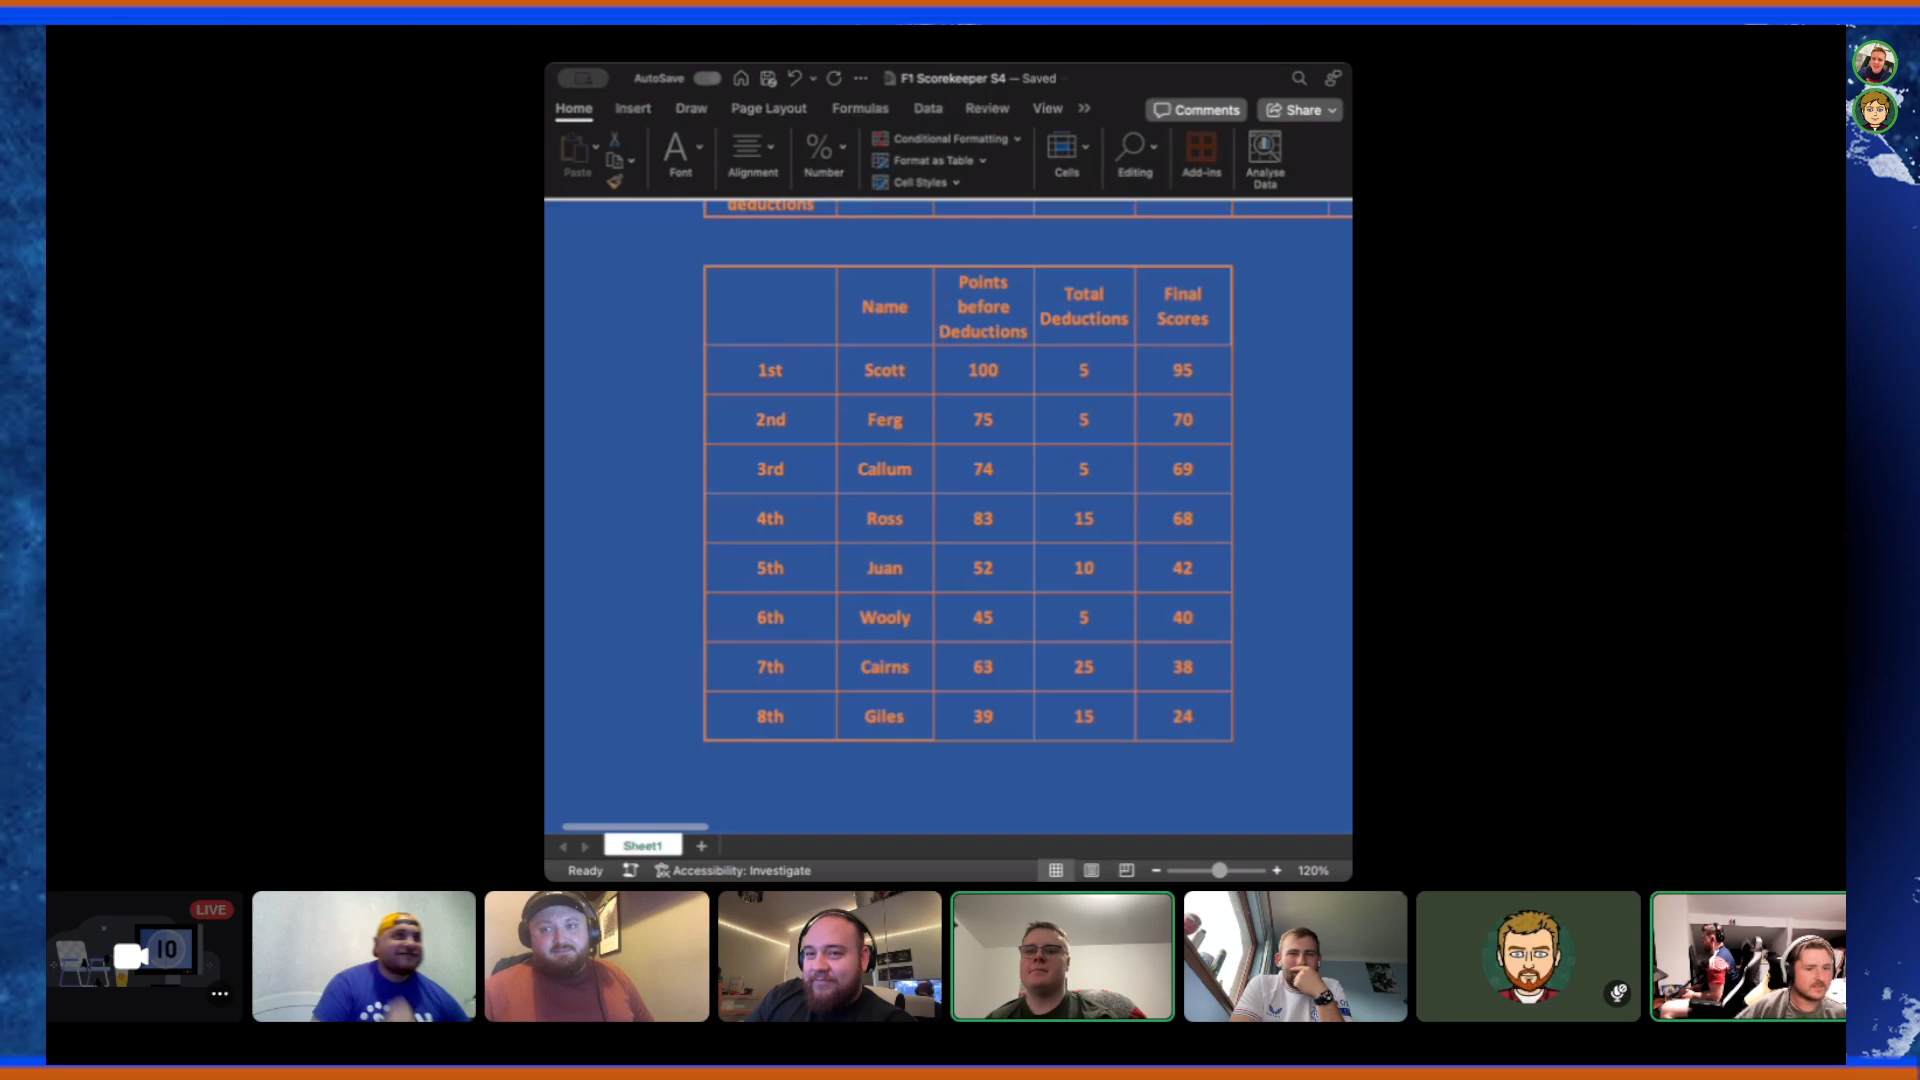 AutoSave F1 Scorekeeper S4 — Saved
Home Insert Draw Page Layout Formulas Data Review View Comments Share
Paste Font Alignment Number Conditional Formatting Format as Table Cell Styles Cells Editing Add-ins Analyse Data
deductions
Name Points before Deductions Total Deductions Final Scores
1st Scott 100 5 95
2nd Ferg 75 5 70
3rd Callum 74 5 69
4th Ross 83 15 68
5th Juan 52 10 42
6th Wooly 45 5 40
7th Cairns 63 25 38
8th Giles 39 15 24
Sheet1
Ready Accessibility: Investigate 120%
LIVE
10